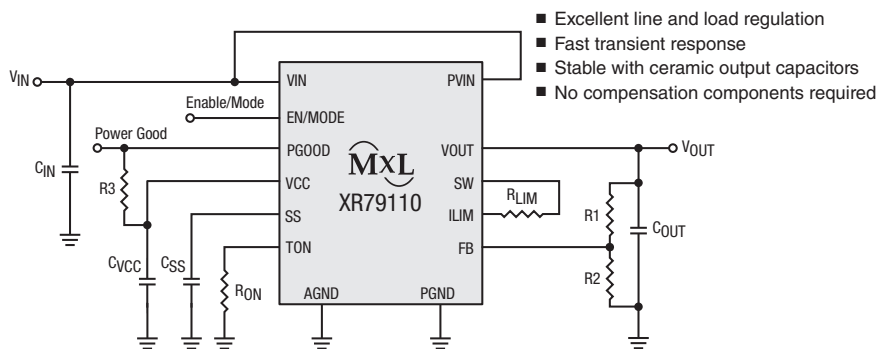 ■ Excellent line and load regulation
■ Fast transient response
■ Stable with ceramic output capacitors
■ No compensation components required
VIN
VIN
PVIN
Enable/Mode
EN/MODE
Power Good
PGOOD
MxL
VOUT
VOUT
CIN
R3
VCC
XR79110
SW
RLIM
SS
ILIM
R1
COUT
TON
FB
CVCC
CSS
RON
R2
AGND
PGND